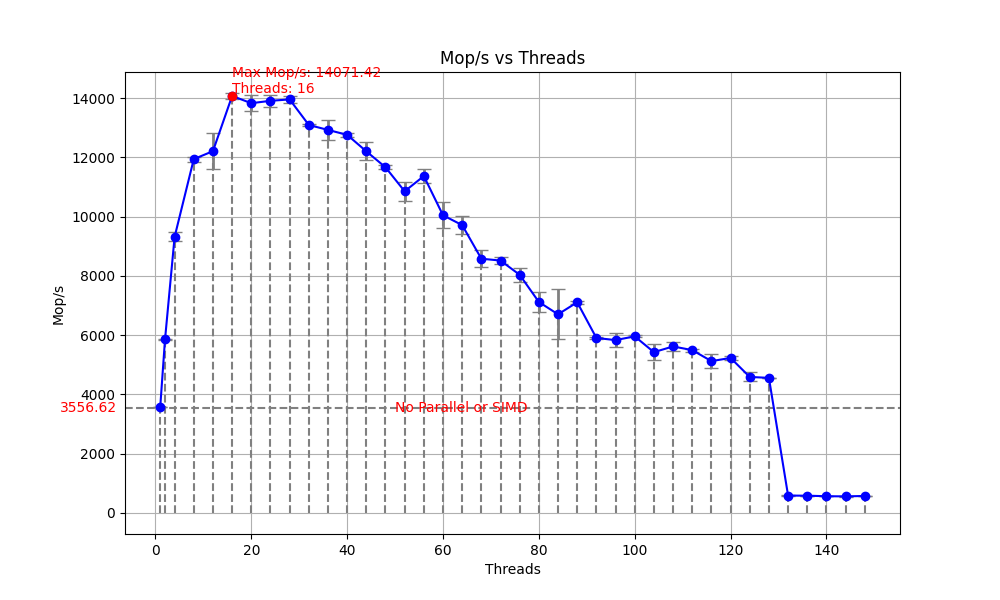 Mop/s vs Threads
Max Mop/s: 14071.42
Threads: 16
14000
12000
10000
8000
6000
4000
3556.62
No Parallel or SIMD
2000
0
Mop/s
0 20 40 60 80 100 120 140
Threads